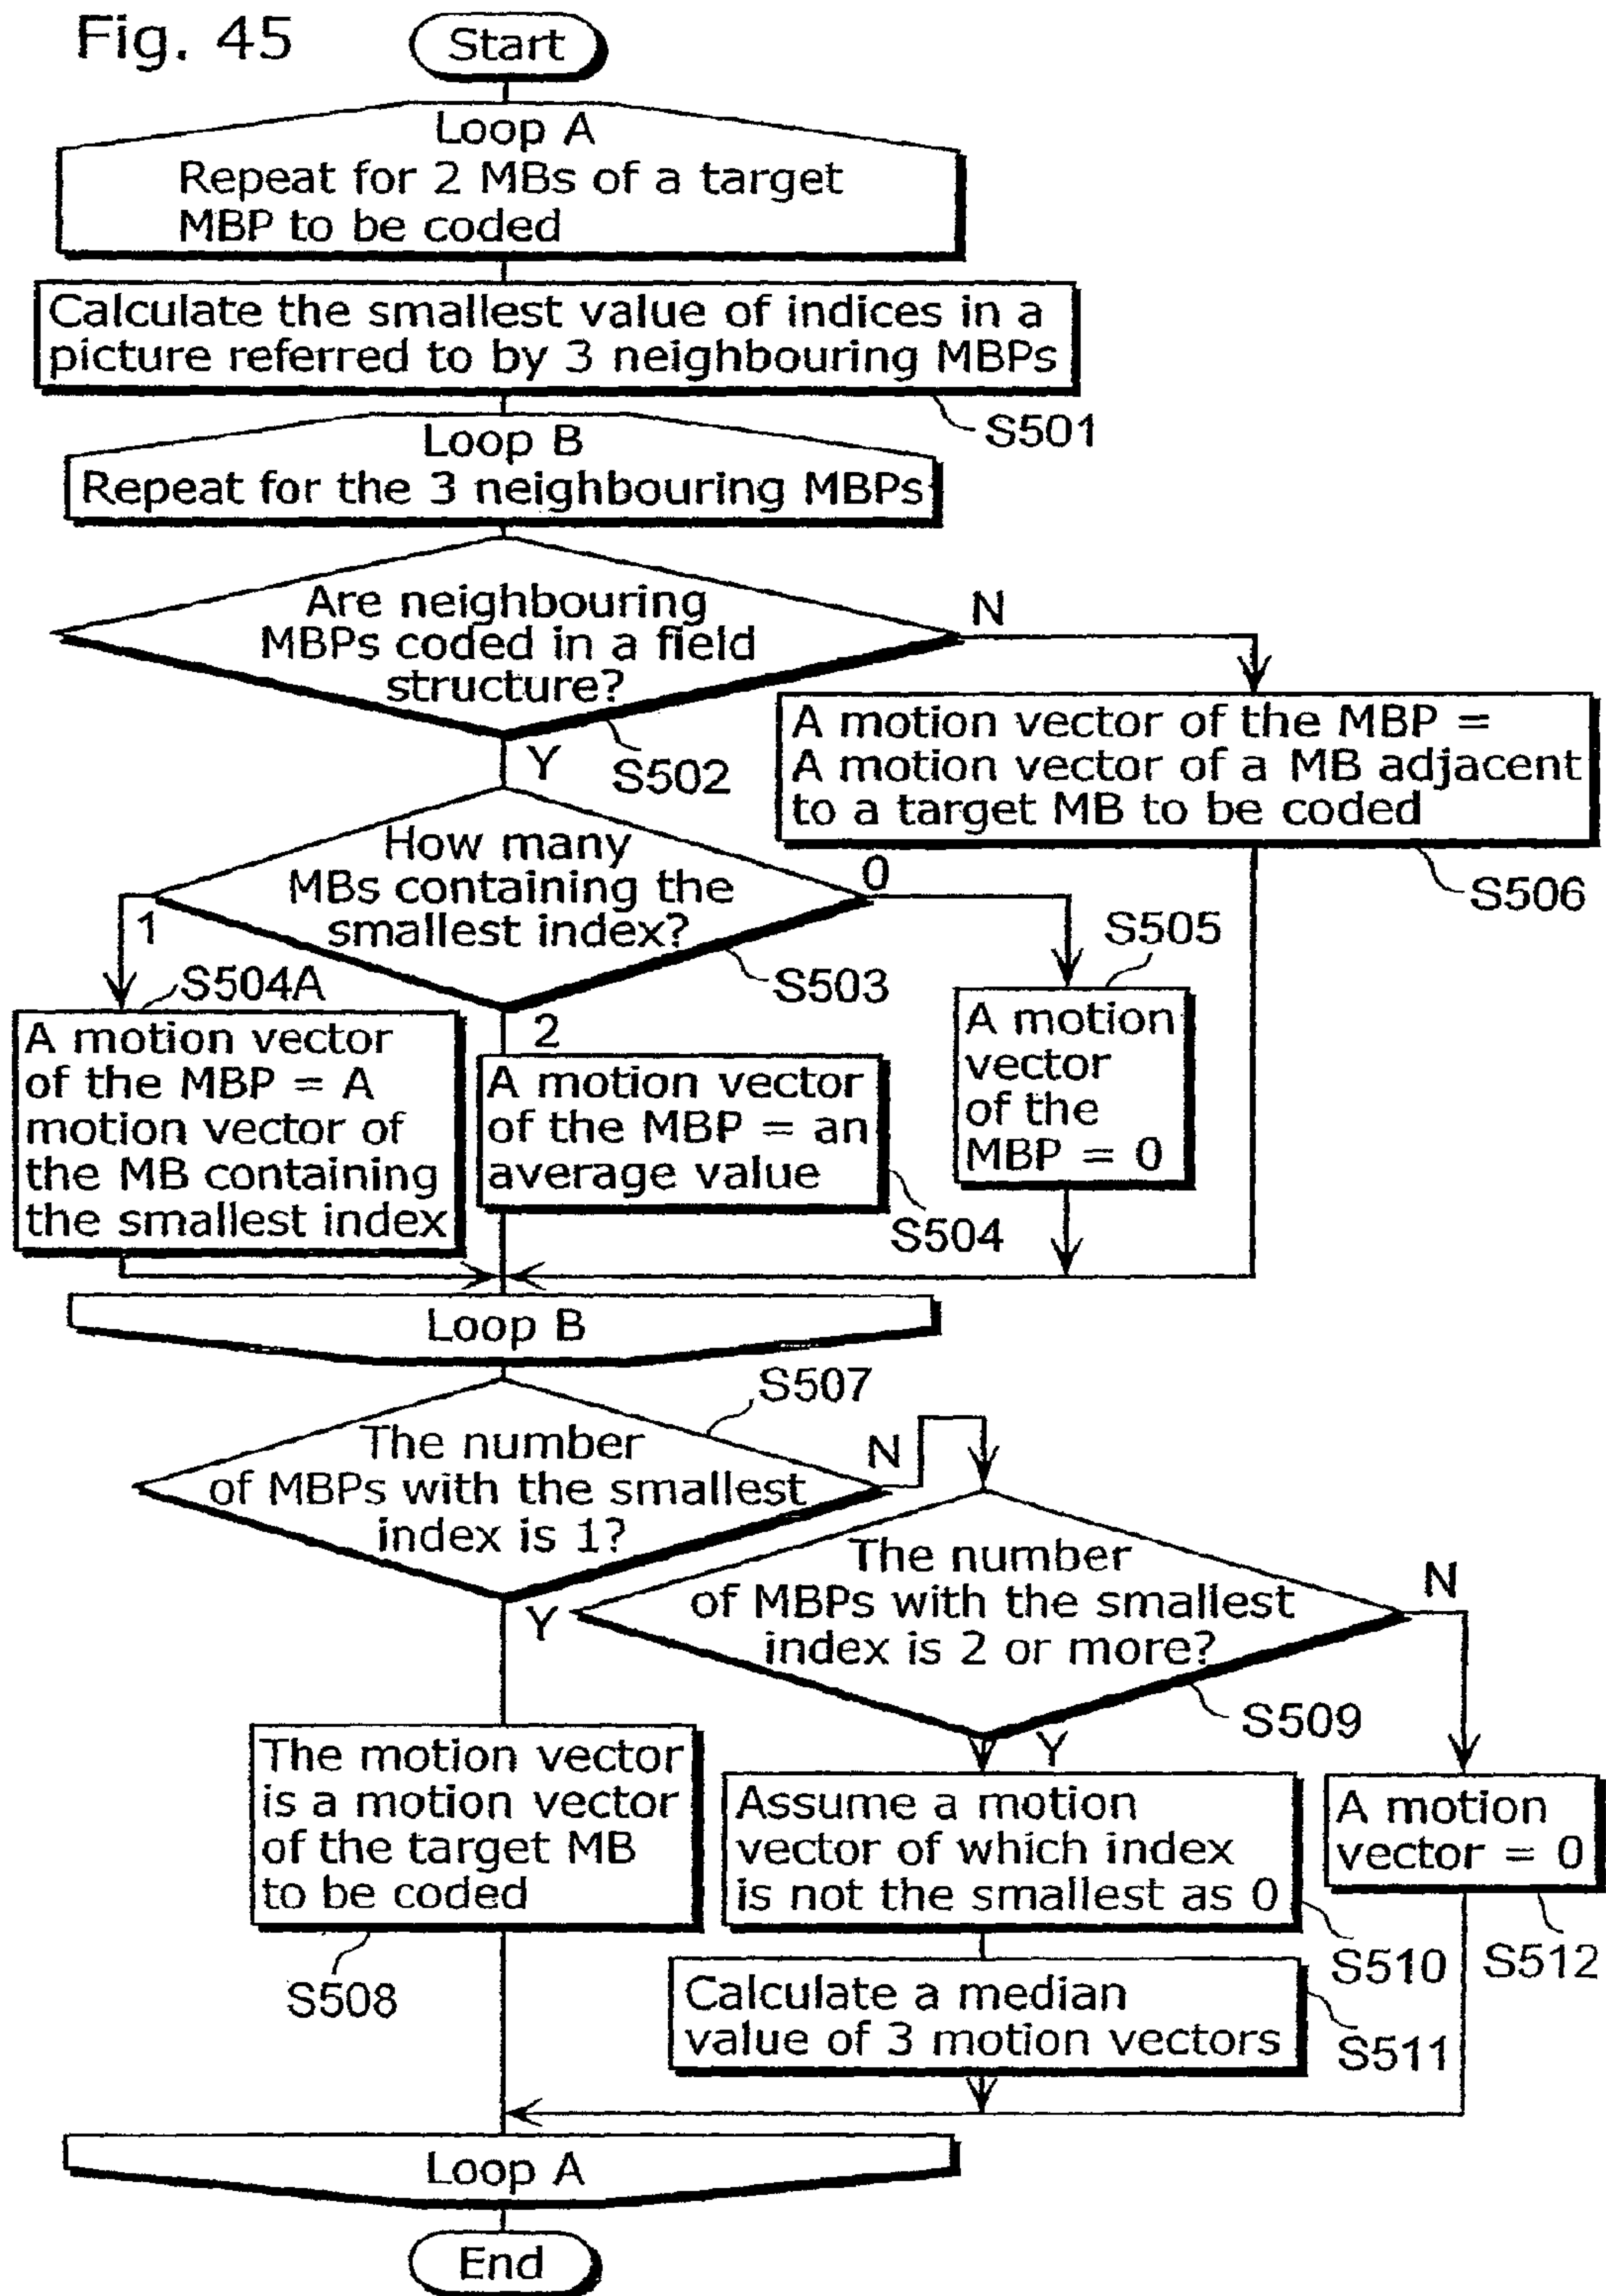 Fig. 45
Start
Loop A
Repeat for 2 MBs of a target
MBP to be coded
Calculate the smallest value of indices in a
picture referred to by 3 neighbouring MBPs
S501
Loop B
Repeat for the 3 neighbouring MBPs
Are neighbouring
MBPs coded in a field
structure?
N
Y
S502
A motion vector of the MBP =
A motion vector of a MB adjacent
to a target MB to be coded
S506
How many
MBs containing the
smallest index?
0
1
2
S503
S505
A motion
vector
of the
MBP = 0
S504A
A motion vector
of the MBP = A
motion vector of
the MB containing
the smallest index
A motion vector
of the MBP = an
average value
S504
Loop B
S507
The number
of MBPs with the smallest
index is 1?
N
Y
The number
of MBPs with the smallest
index is 2 or more?
N
S509
Y
The motion vector
is a motion vector
of the target MB
to be coded
S508
Assume a motion
vector of which index
is not the smallest as 0
S510
A motion
vector = 0
S512
Calculate a median
value of 3 motion vectors
S511
Loop A
End